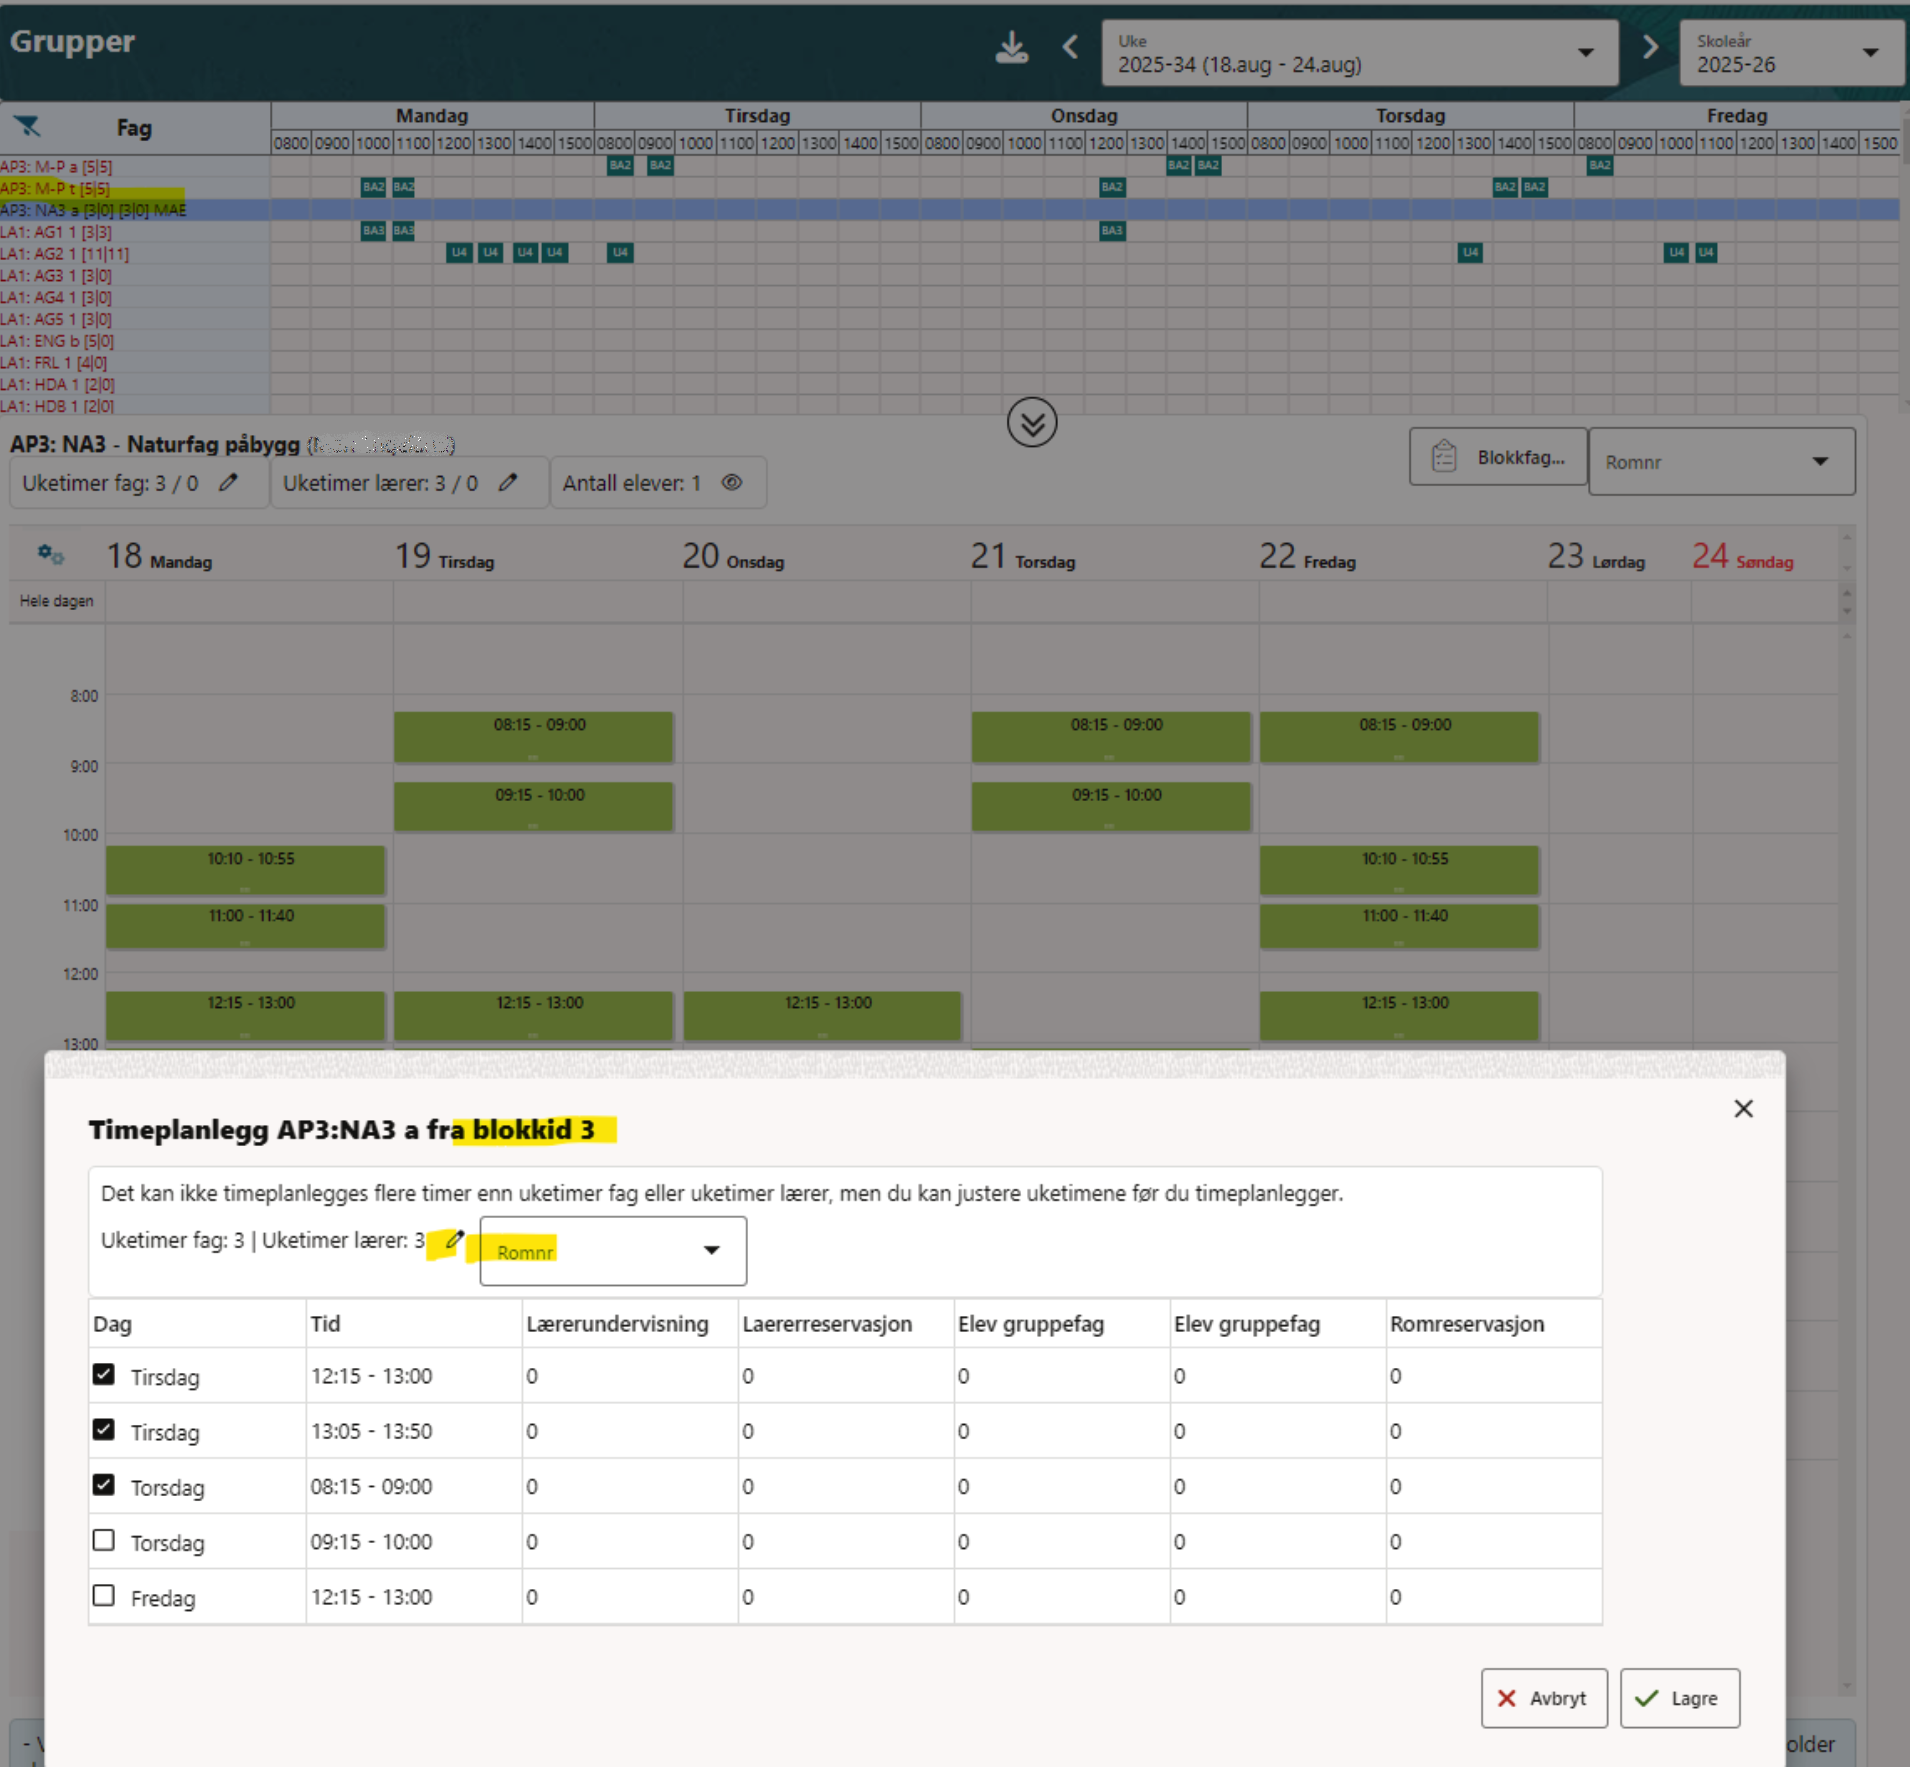 Grupper
Uke
2025-34 (18.aug - 24.aug)
Skoleår
2025-26
Fag
Mandag Tirsdag Onsdag Torsdag Fredag
0800 0900 1000 1100 1200 1300 1400 1500 0800 0900 1000 1100 1200 1300 1400 1500 0800 0900 1000 1100 1200 1300 1400 1500 0800 0900 1000 1100 1200 1300 1400 1500 0800 0900 1000 1100 1200 1300 1400 1500
AP3: M-P a [5|5] BA2 BA2 BA2 BA2 BA2
AP3: M-P t [5|5] BA2 BA2 BA2 BA2 BA2
AP3: NA3 a [3|0] [3|0] MAE
LA1: AG1 1 [3|3] BA3 BA3 BA3
LA1: AG2 1 [11|11] U4 U4 U4 U4 U4 U4 U4 U4
LA1: AG3 1 [3|0]
LA1: AG4 1 [3|0]
LA1: AG5 1 [3|0]
LA1: ENG b [5|0]
LA1: FRL 1 [4|0]
LA1: HDA 1 [2|0]
LA1: HDB 1 [2|0]
AP3: NA3 - Naturfag påbygg
Uketimer fag: 3 / 0 Uketimer lærer: 3 / 0 Antall elever: 1
Blokkfag... Romnr
18 Mandag 19 Tirsdag 20 Onsdag 21 Torsdag 22 Fredag 23 Lørdag 24 Søndag
Hele dagen
8:00
08:15 - 09:00 08:15 - 09:00 08:15 - 09:00
9:00
09:15 - 10:00 09:15 - 10:00
10:00
10:10 - 10:55 10:10 - 10:55
11:00
11:00 - 11:40 11:00 - 11:40
12:00
12:15 - 13:00 12:15 - 13:00 12:15 - 13:00 12:15 - 13:00
13:00
Timeplanlegg AP3:NA3 a fra blokkid 3
Det kan ikke timeplanlegges flere timer enn uketimer fag eller uketimer lærer, men du kan justere uketimene før du timeplanlegger.
Uketimer fag: 3 | Uketimer lærer: 3 Romnr
Dag Tid Lærerundervisning Laererreservasjon Elev gruppefag Elev gruppefag Romreservasjon
Tirsdag 12:15 - 13:00 0 0 0 0 0
Tirsdag 13:05 - 13:50 0 0 0 0 0
Torsdag 08:15 - 09:00 0 0 0 0 0
Torsdag 09:15 - 10:00 0 0 0 0 0
Fredag 12:15 - 13:00 0 0 0 0 0
Avbryt Lagre
older